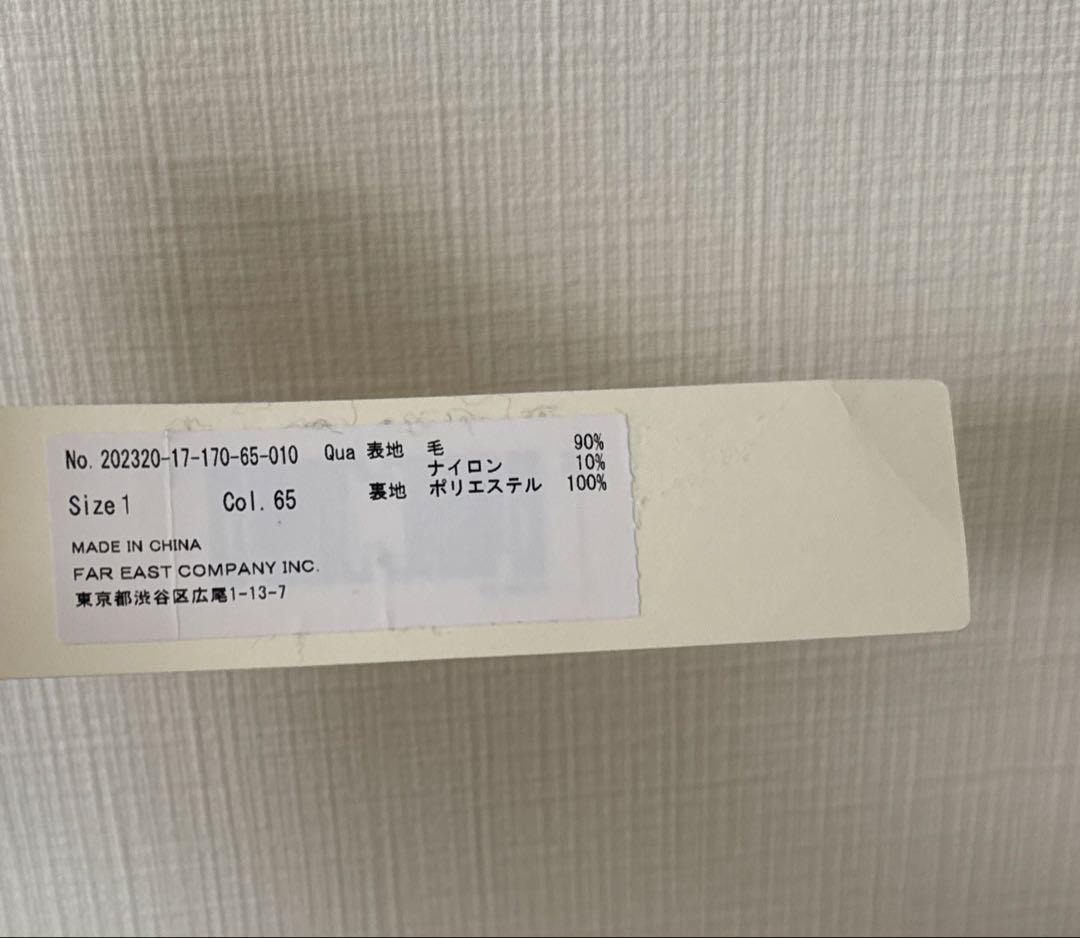 No. 202320-17-170-65-010 Qua 表地 毛 90%
ナイロン 10%
Size 1 Col. 65 裏地 ポリエステル 100%
MADE IN CHINA
FAR EAST COMPANY INC.
東京都渋谷区広尾1-13-7